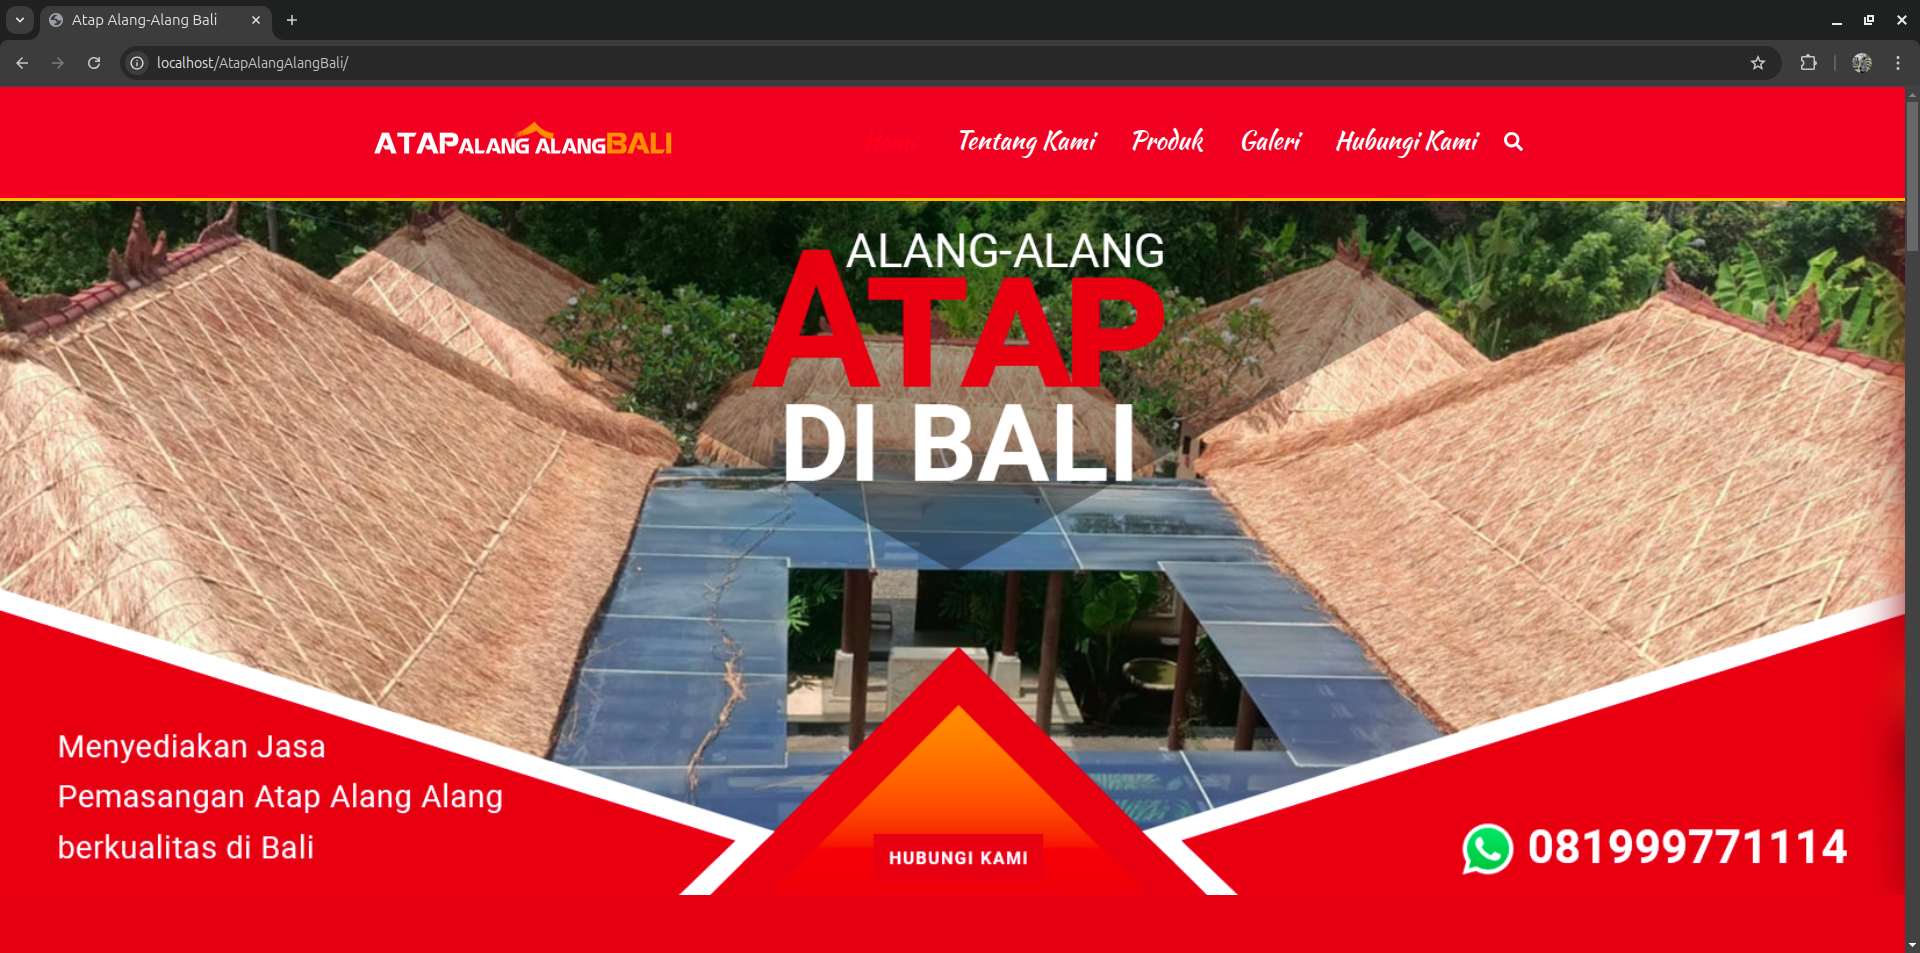 Atap Alang-Alang Bali
localhost/AtapAlangAlangBali/
ATAPALANG ALANGBALI
Home
Tentang Kami
Produk
Galeri
Hubungi Kami
ALANG-ALANG
ATAP
DI BALI
Menyediakan Jasa
Pemasangan Atap Alang Alang
berkualitas di Bali
HUBUNGI KAMI
081999771114